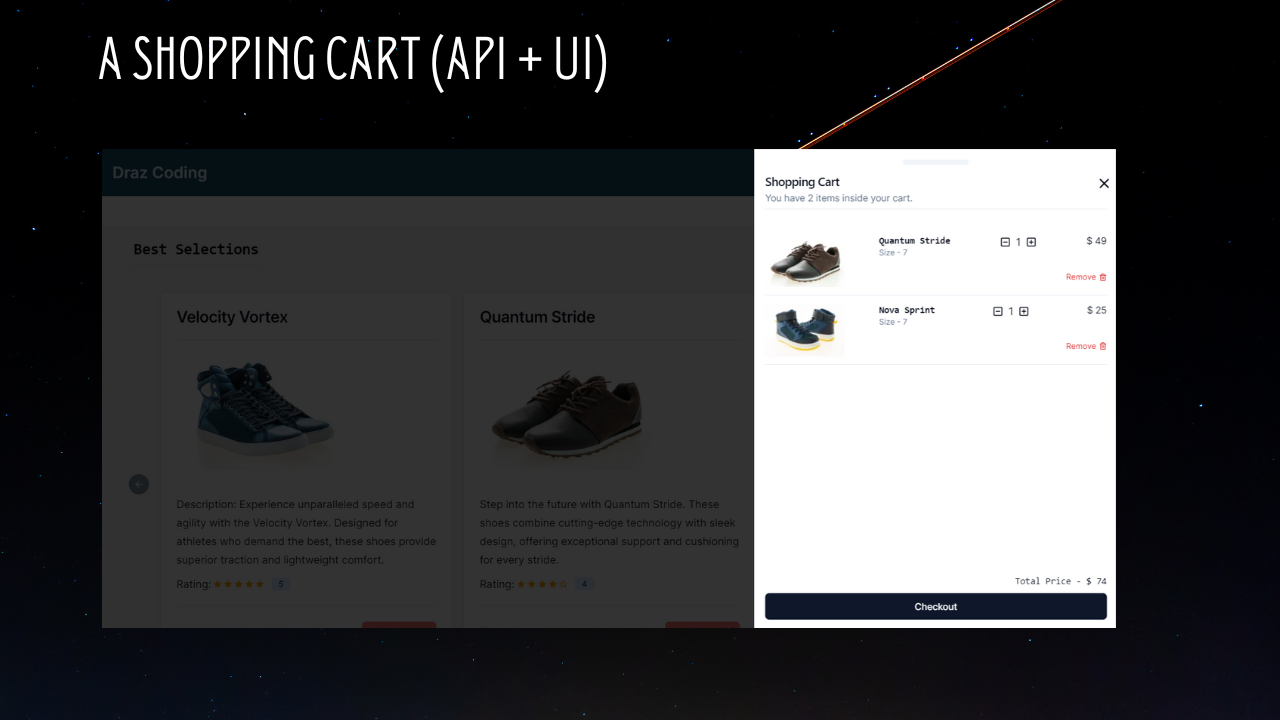 A SHOPPING CART (API + UI)
Draz Coding
Best Selections
Velocity Vortex
Description: Experience unparalleled speed and
agility with the Velocity Vortex. Designed for
athletes who demand the best, these shoes provide
superior traction and lightweight comfort.
Rating: ★★★★★ 5
Quantum Stride
Step into the future with Quantum Stride. These
shoes combine cutting-edge technology with sleek
design, offering exceptional support and cushioning
for every stride.
Rating: ★★★★☆ 4
Shopping Cart
You have 2 items inside your cart.
Quantum Stride 1 $ 49
Size - 7
Remove
Nova Sprint 1 $ 25
Size - 7
Remove
Total Price - $ 74
Checkout